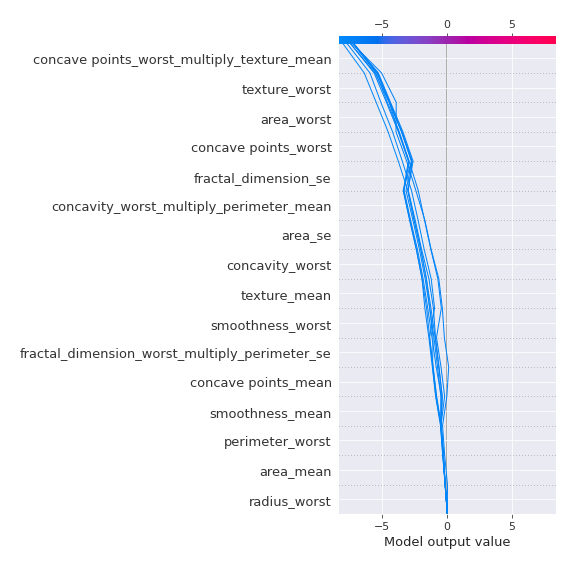 −5 0 5
concave points_worst_multiply_texture_mean
texture_worst
area_worst
concave points_worst
fractal_dimension_se
concavity_worst_multiply_perimeter_mean
area_se
concavity_worst
texture_mean
smoothness_worst
fractal_dimension_worst_multiply_perimeter_se
concave points_mean
smoothness_mean
perimeter_worst
area_mean
radius_worst
−5 0 5
Model output value